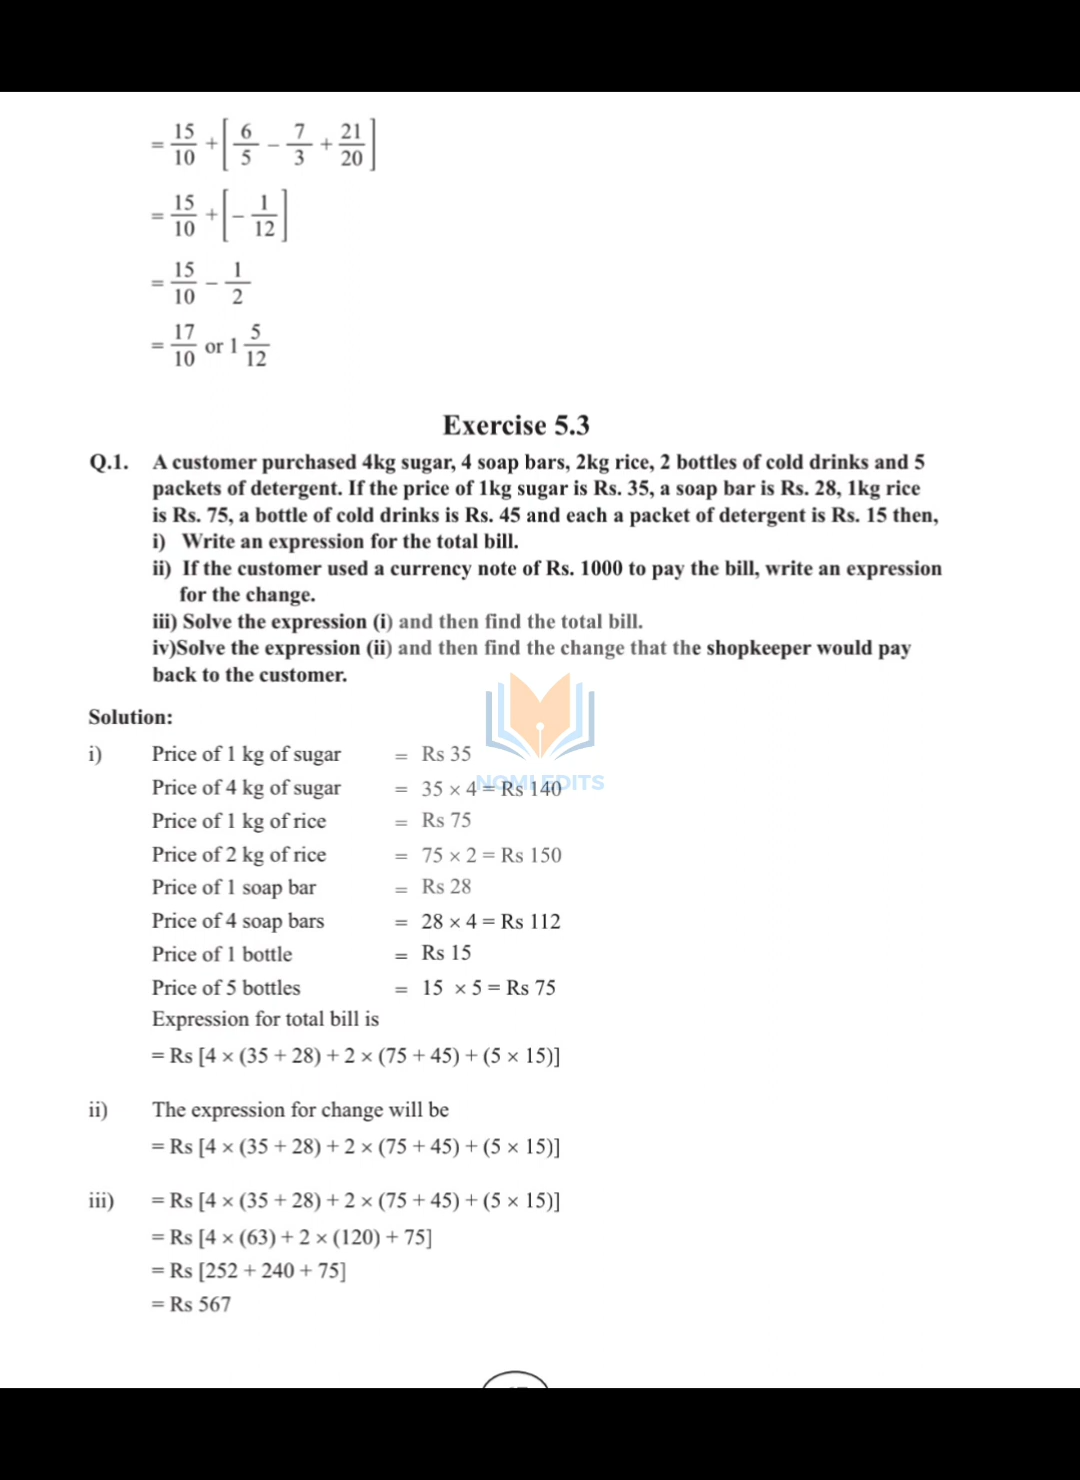 = 15/10 + [6/5 − 7/3 + 21/20]
= 15/10 + [− 1/12]
= 15/10 − 1/2
= 17/10 or 1 5/12
Exercise 5.3
Q.1. A customer purchased 4kg sugar, 4 soap bars, 2kg rice, 2 bottles of cold drinks and 5
packets of detergent. If the price of 1kg sugar is Rs. 35, a soap bar is Rs. 28, 1kg rice
is Rs. 75, a bottle of cold drinks is Rs. 45 and each a packet of detergent is Rs. 15 then,
i) Write an expression for the total bill.
ii) If the customer used a currency note of Rs. 1000 to pay the bill, write an expression
for the change.
iii) Solve the expression (i) and then find the total bill.
iv)Solve the expression (ii) and then find the change that the shopkeeper would pay
back to the customer.
Solution:
i) Price of 1 kg of sugar = Rs 35
NOMI EDITS
Price of 4 kg of sugar = 35 × 4 = Rs 140
Price of 1 kg of rice = Rs 75
Price of 2 kg of rice = 75 × 2 = Rs 150
Price of 1 soap bar = Rs 28
Price of 4 soap bars = 28 × 4 = Rs 112
Price of 1 bottle = Rs 15
Price of 5 bottles = 15 × 5 = Rs 75
Expression for total bill is
= Rs [4 × (35 + 28) + 2 × (75 + 45) + (5 × 15)]
ii) The expression for change will be
= Rs [4 × (35 + 28) + 2 × (75 + 45) + (5 × 15)]
iii) = Rs [4 × (35 + 28) + 2 × (75 + 45) + (5 × 15)]
= Rs [4 × (63) + 2 × (120) + 75]
= Rs [252 + 240 + 75]
= Rs 567